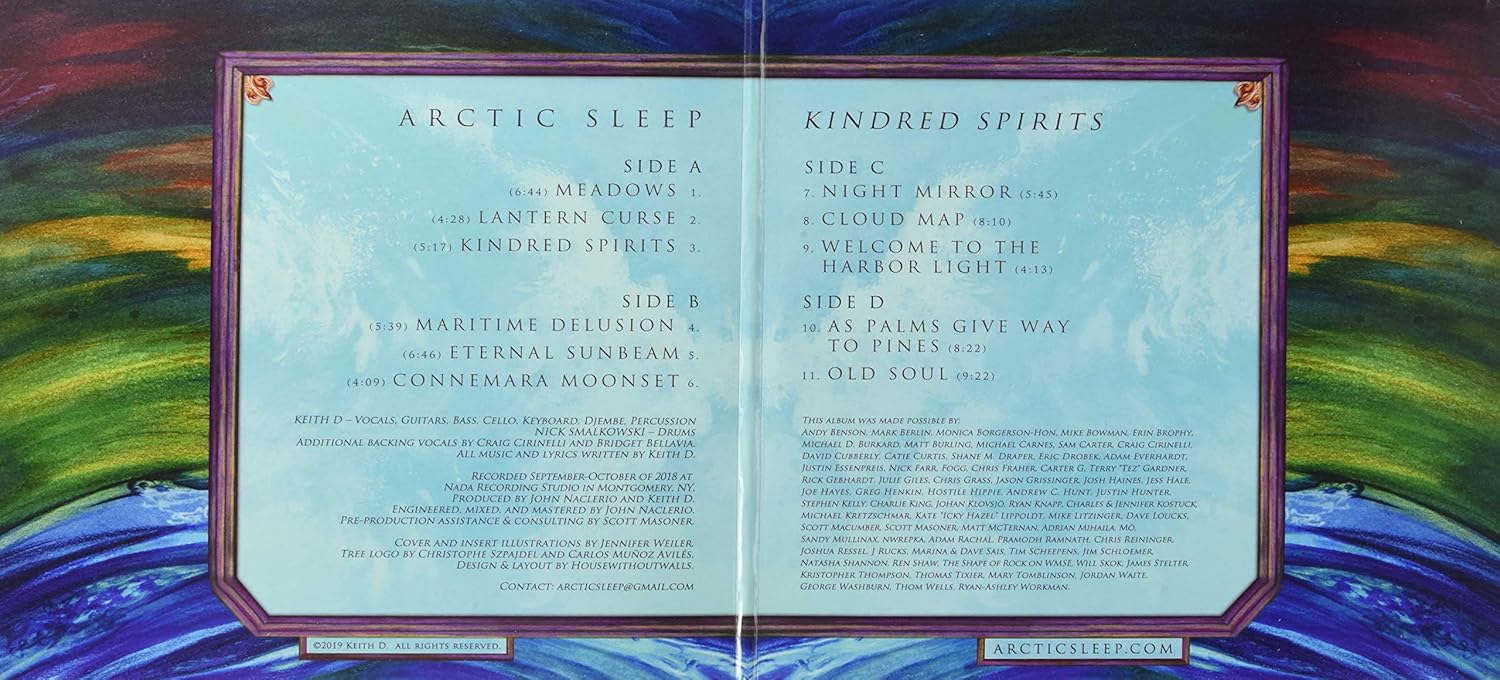 ARCTIC SLEEP
SIDE A
(6:44) MEADOWS 1.
(4:28) LANTERN CURSE 2.
(5:17) KINDRED SPIRITS 3.
SIDE B
(5:39) MARITIME DELUSION 4.
(6:46) ETERNAL SUNBEAM 5.
(4:09) CONNEMARA MOONSET 6.
KEITH D – VOCALS, GUITARS, BASS, CELLO, KEYBOARD, DJEMBE, PERCUSSION
NICK SMALKOWSKI – DRUMS
ADDITIONAL BACKING VOCALS BY CRAIG CIRINELLI AND BRIDGET BELLAVIA.
ALL MUSIC AND LYRICS WRITTEN BY KEITH D.
RECORDED SEPTEMBER-OCTOBER OF 2018 AT
NADA RECORDING STUDIO IN MONTGOMERY, NY.
PRODUCED BY JOHN NACLERIO AND KEITH D.
ENGINEERED, MIXED, AND MASTERED BY JOHN NACLERIO.
PRE-PRODUCTION ASSISTANCE & CONSULTING BY SCOTT MASONER.
COVER AND INSERT ILLUSTRATIONS BY JENNIFER WEILER.
TREE LOGO BY CHRISTOPHE SZPAJDEL AND CARLOS MUÑOZ AVILÉS.
DESIGN & LAYOUT BY HOUSEWITHOUTWALLS.
CONTACT: ARCTICSLEEP@GMAIL.COM
©2019 KEITH D. ALL RIGHTS RESERVED.
KINDRED SPIRITS
SIDE C
7. NIGHT MIRROR (5:45)
8. CLOUD MAP (8:10)
9. WELCOME TO THE
HARBOR LIGHT (4:13)
SIDE D
10. AS PALMS GIVE WAY
TO PINES (8:22)
11. OLD SOUL (9:22)
THIS ALBUM WAS MADE POSSIBLE BY:
ANDY BENSON, MARK BERLIN, MONICA BORGERSON-HON, MIKE BOWMAN, ERIN BROPHY,
MICHAEL D. BURKARD, MATT BURLING, MICHAEL CARNES, SAM CARTER, CRAIG CIRINELLI,
DAVID CUBBERLY, CATIE CURTIS, SHANE M. DRAPER, ERIC DROBEK, ADAM EVERHARDT,
JUSTIN ESSENPREIS, NICK FARR, FOGG, CHRIS FRAHER, CARTER G, TERRY "TEZ" GARDNER,
RICK GEBHARDT, JULIE GILES, CHRIS GRASS, JASON GRISSINGER, JOSH HAINES, JESS HALE,
JOE HAYES, GREG HENKIN, HOSTILE HIPPIE, ANDREW C. HUNT, JUSTIN HUNTER,
STEPHEN KELLY, CHARLIE KING, JOHAN KLOVSJÖ, RYAN KNAPP, CHARLES & JENNIFER KOSTUCK,
MICHAEL KRETZSCHMAR, KATE "ICKY HAZEL" LIPPOLDT, MIKE LITZINGER, DAVE LOUCKS,
SCOTT MACUMBER, SCOTT MASONER, MATT MCTERNAN, ADRIAN MIHAILA, MÖ,
SANDY MULLINAX, NWREPKA, ADAM RACHAL, PRAMODH RAMNATH, CHRIS REININGER,
JOSHUA RESSEL, J RUCKS, MARINA & DAVE SAIS, TIM SCHEEPENS, JIM SCHLOEMER,
NATASHA SHANNON, REN SHAW, THE SHAPE OF ROCK ON WMSE, WILL SKOK, JAMES STELTER,
KRISTOPHER THOMPSON, THOMAS TIXIER, MARY TOMBLINSON, JORDAN WAITE,
GEORGE WASHBURN, THOM WELLS, RYAN-ASHLEY WORKMAN.
ARCTICSLEEP.COM